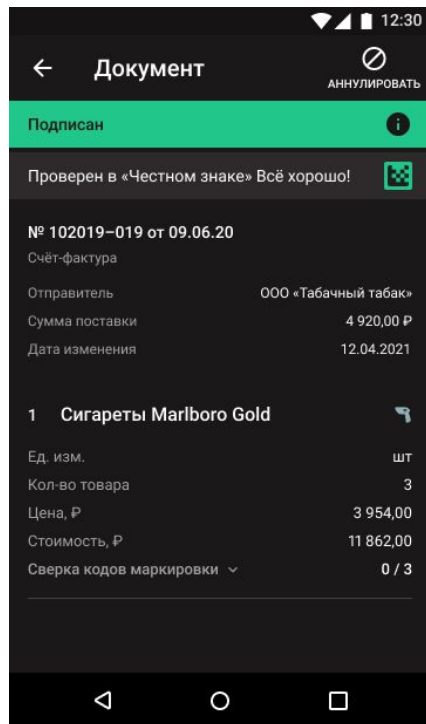 12:30
Документ
АННУЛИРОВАТЬ
Подписан
Проверен в «Честном знаке» Всё хорошо!
№ 102019–019 от 09.06.20
Счёт-фактура
Отправитель ООО «Табачный табак»
Сумма поставки 4 920,00 ₽
Дата изменения 12.04.2021
1 Сигареты Marlboro Gold
Ед. изм. шт
Кол-во товара 3
Цена, ₽ 3 954,00
Стоимость, ₽ 11 862,00
Сверка кодов маркировки 0 / 3